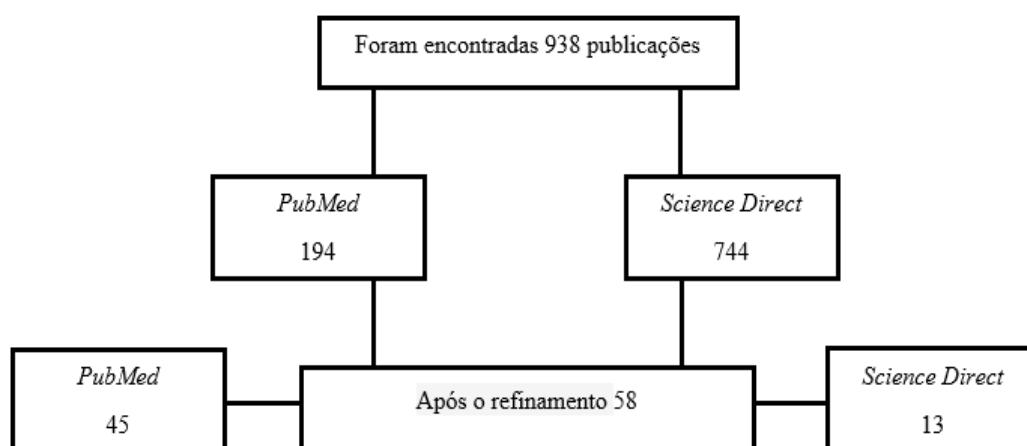 Foram encontradas 938 publicações
PubMed
194
Science Direct
744
PubMed
45
Após o refinamento 58
Science Direct
13